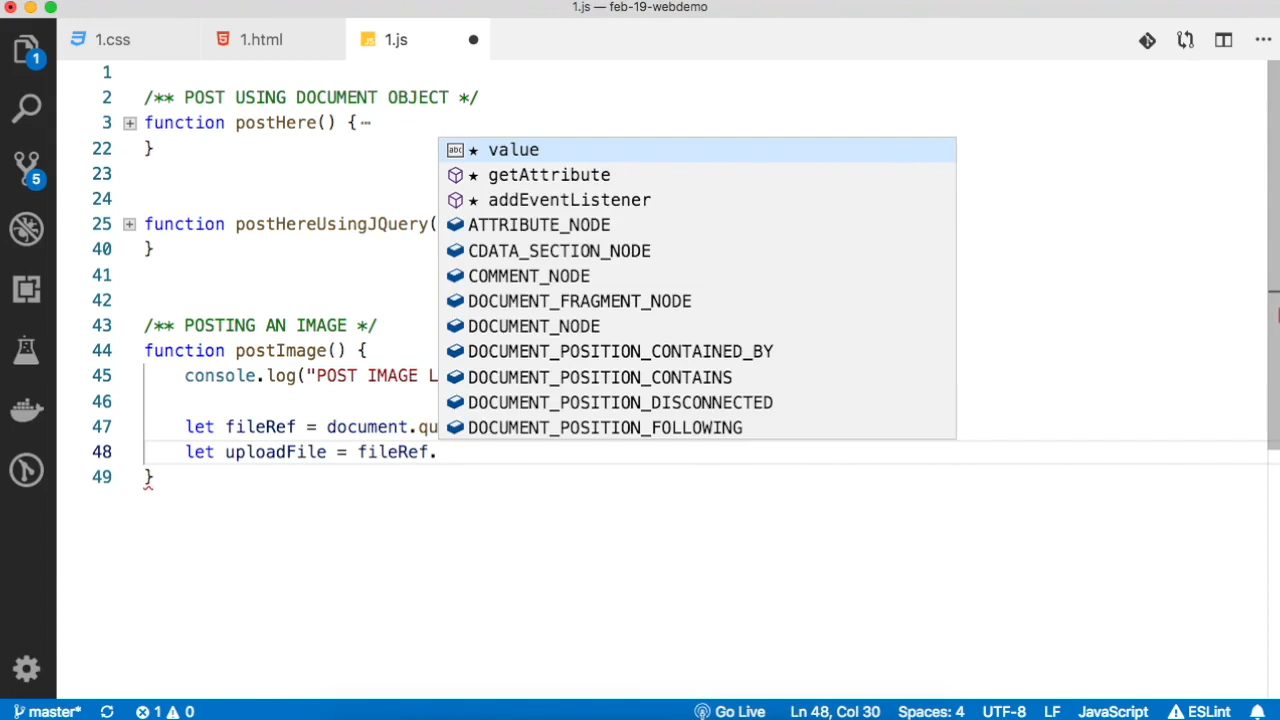 1.js — feb-19-webdemo
1.css
1.html
1.js
1
5
1
2 /** POST USING DOCUMENT OBJECT */
3 function postHere() {
22 }
23
24
25 function postHereUsingJQuery(
40 }
41
42
43 /** POSTING AN IMAGE */
44 function postImage() {
45 console.log("POST IMAGE L
46
47 let fileRef = document.qu
48 let uploadFile = fileRef.
49 }
abc ★ value
★ getAttribute
★ addEventListener
ATTRIBUTE_NODE
CDATA_SECTION_NODE
COMMENT_NODE
DOCUMENT_FRAGMENT_NODE
DOCUMENT_NODE
DOCUMENT_POSITION_CONTAINED_BY
DOCUMENT_POSITION_CONTAINS
DOCUMENT_POSITION_DISCONNECTED
DOCUMENT_POSITION_FOLLOWING
master* 1 0 Go Live Ln 48, Col 30 Spaces: 4 UTF-8 LF JavaScript ESLint